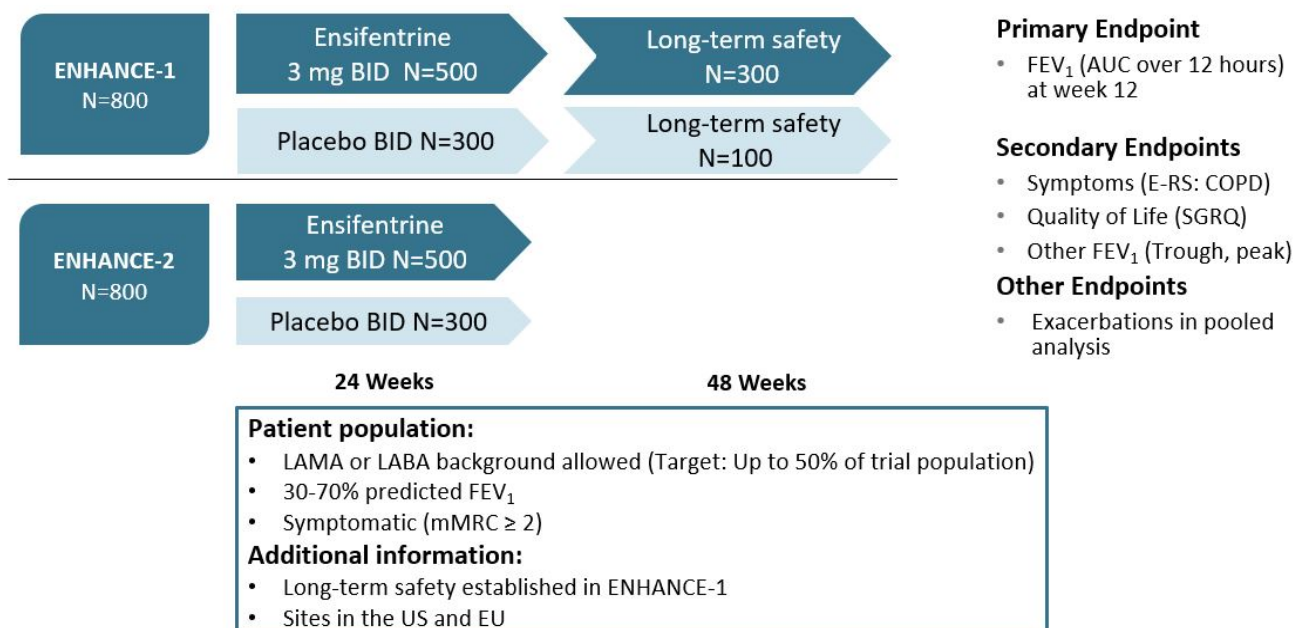 ENHANCE-1
N=800
Ensifentrine
3 mg BID  N=500
Long-term safety
N=300
Placebo BID N=300
Long-term safety
N=100
ENHANCE-2
N=800
Ensifentrine
3 mg BID N=500
Placebo BID N=300
24 Weeks
48 Weeks
Primary Endpoint
• FEV₁ (AUC over 12 hours)
at week 12
Secondary Endpoints
• Symptoms (E-RS: COPD)
• Quality of Life (SGRQ)
• Other FEV₁ (Trough, peak)
Other Endpoints
• Exacerbations in pooled
analysis
Patient population:
• LAMA or LABA background allowed (Target: Up to 50% of trial population)
• 30-70% predicted FEV₁
• Symptomatic (mMRC ≥ 2)
Additional information:
• Long-term safety established in ENHANCE-1
• Sites in the US and EU